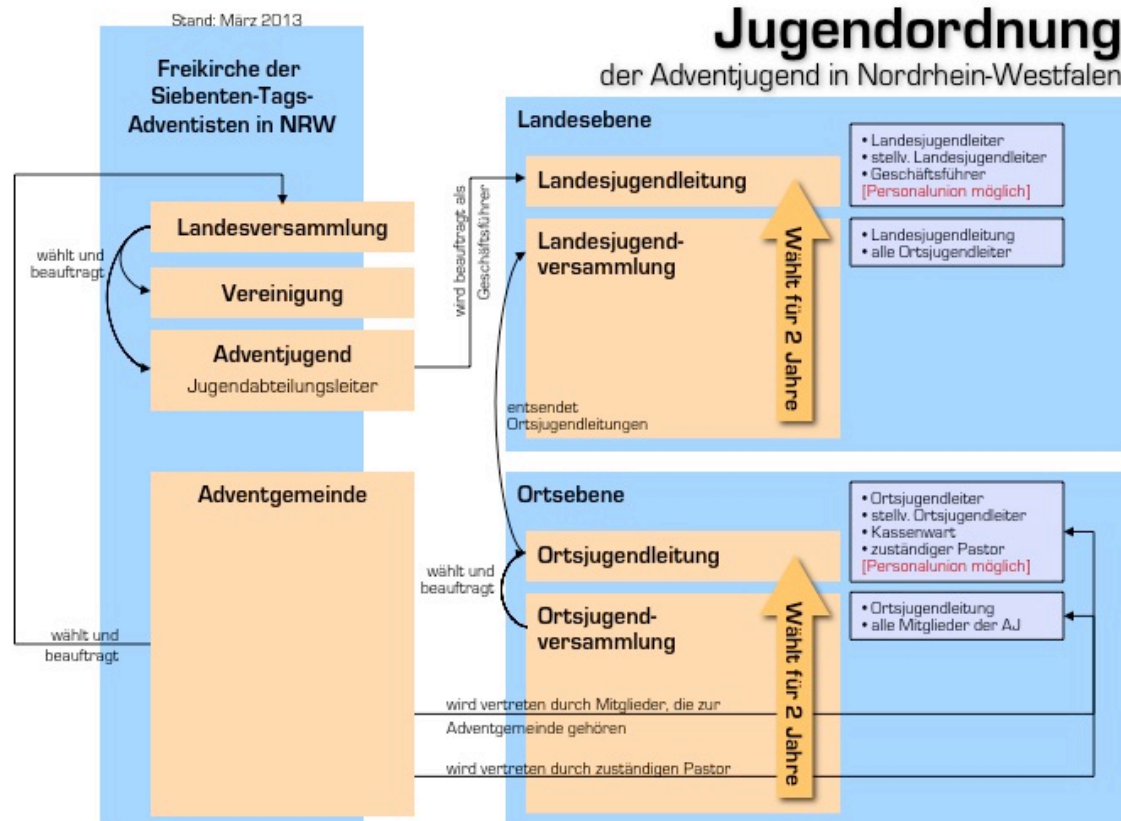 Stand: März 2013
Jugendordnung
der Adventjugend in Nordrhein-Westfalen
Freikirche der
Siebenten-Tags-
Adventisten in NRW
Landesversammlung
wählt und
beauftragt
Vereinigung
Adventjugend
Jugendabteilungsleiter
wird beauftragt als
Geschäftsführer
Landesebene
Landesjugendleitung
Landesjugend-
versammlung
Wählt für 2 Jahre
• Landesjugendleiter
• stellv. Landesjugendleiter
• Geschäftsführer
[Personalunion möglich]
• Landesjugendleitung
• alle Ortsjugendleiter
entsendet
Ortsjugendleitungen
Adventgemeinde
wählt und
beauftragt
Ortsebene
Ortsjugendleitung
wählt und
beauftragt
Ortsjugend-
versammlung
Wählt für 2 Jahre
• Ortsjugendleiter
• stellv. Ortsjugendleiter
• Kassenwart
• zuständiger Pastor
[Personalunion möglich]
• Ortsjugendleitung
• alle Mitglieder der AJ
wird vertreten durch Mitglieder, die zur
Adventgemeinde gehören
wird vertreten durch zuständigen Pastor